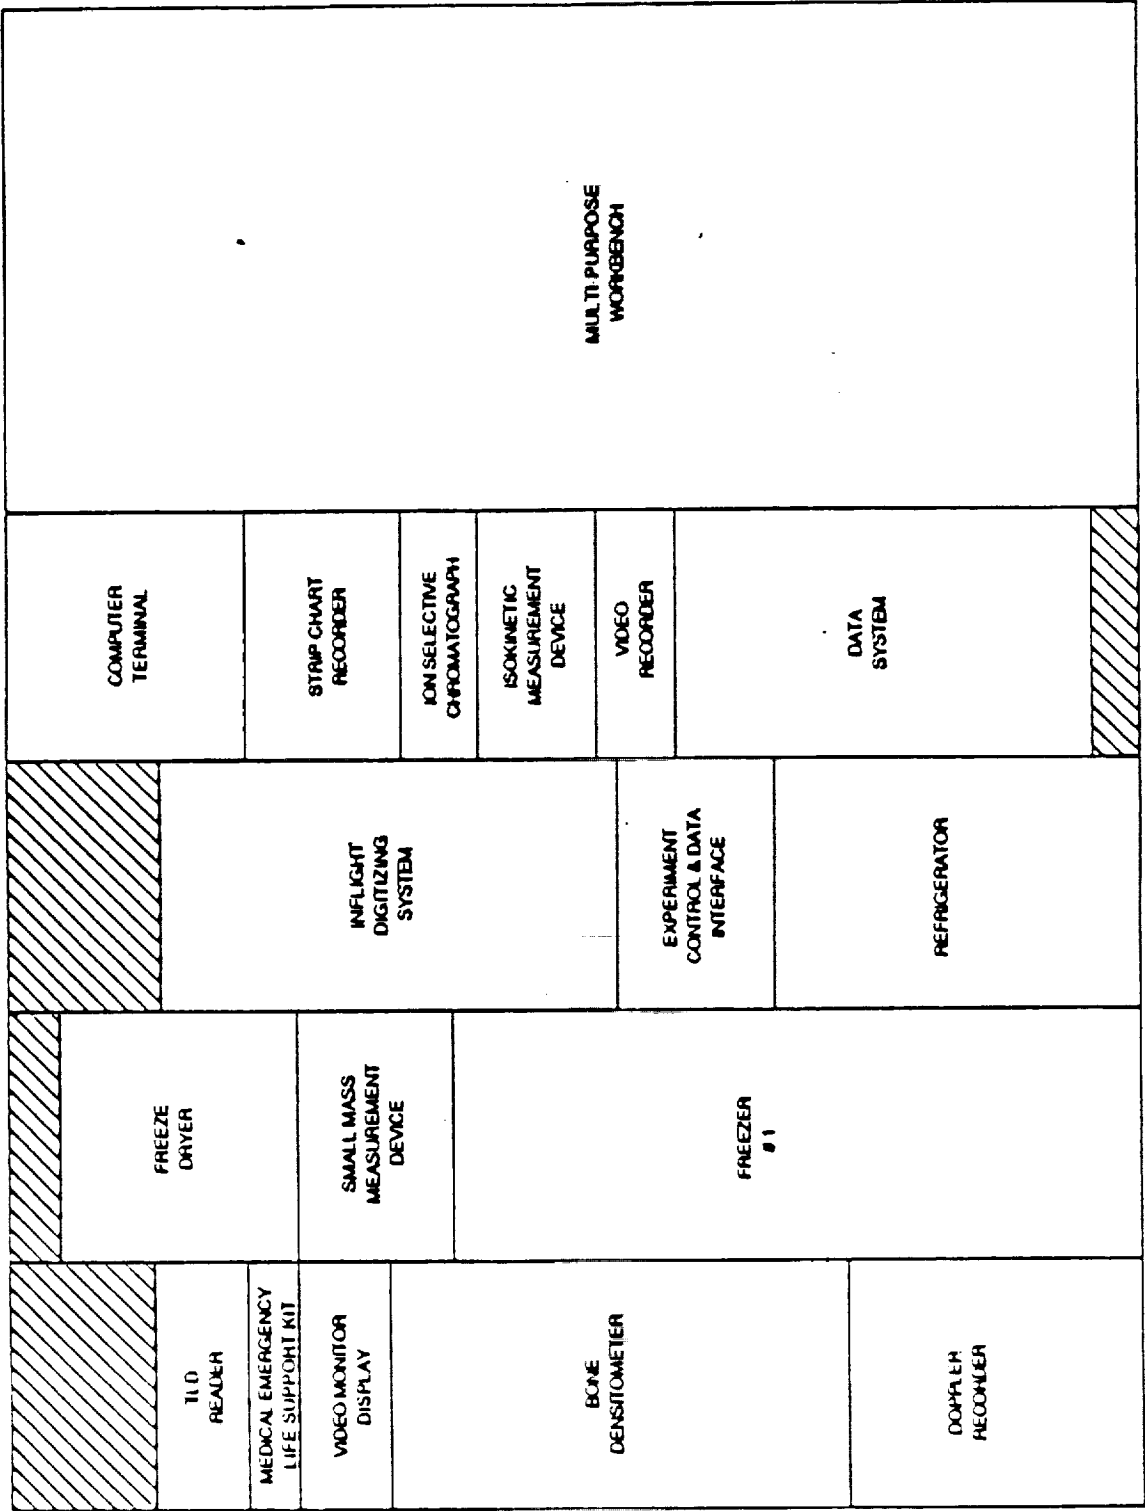 TLD
READER
MEDICAL EMERGENCY
LIFE SUPPORT KIT
VIDEO MONITOR
DISPLAY
BONE
DENSITOMETER
DOPPLER
RECORDER
FREEZE
DRYER
SMALL MASS
MEASUREMENT
DEVICE
FREEZER
#1
INFLIGHT
DIGITIZING
SYSTEM
EXPERIMENT
CONTROL & DATA
INTERFACE
REFRIGERATOR
COMPUTER
TERMINAL
STRIP CHART
RECORDER
ION SELECTIVE
CHROMATOGRAPH
ISOKINETIC
MEASUREMENT
DEVICE
VIDEO
RECORDER
DATA
SYSTEM
MULTI-PURPOSE
WORKBENCH